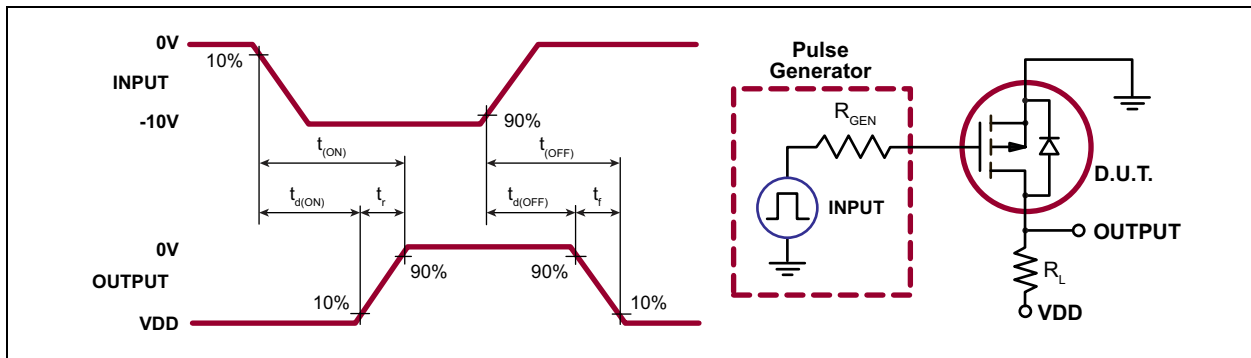 0V
10%
INPUT
-10V
90%
t(ON)
t(OFF)
td(ON)
tr
td(OFF)
tf
0V
OUTPUT
90%
90%
10%
10%
VDD
Pulse
Generator
RGEN
INPUT
D.U.T.
OUTPUT
RL
VDD